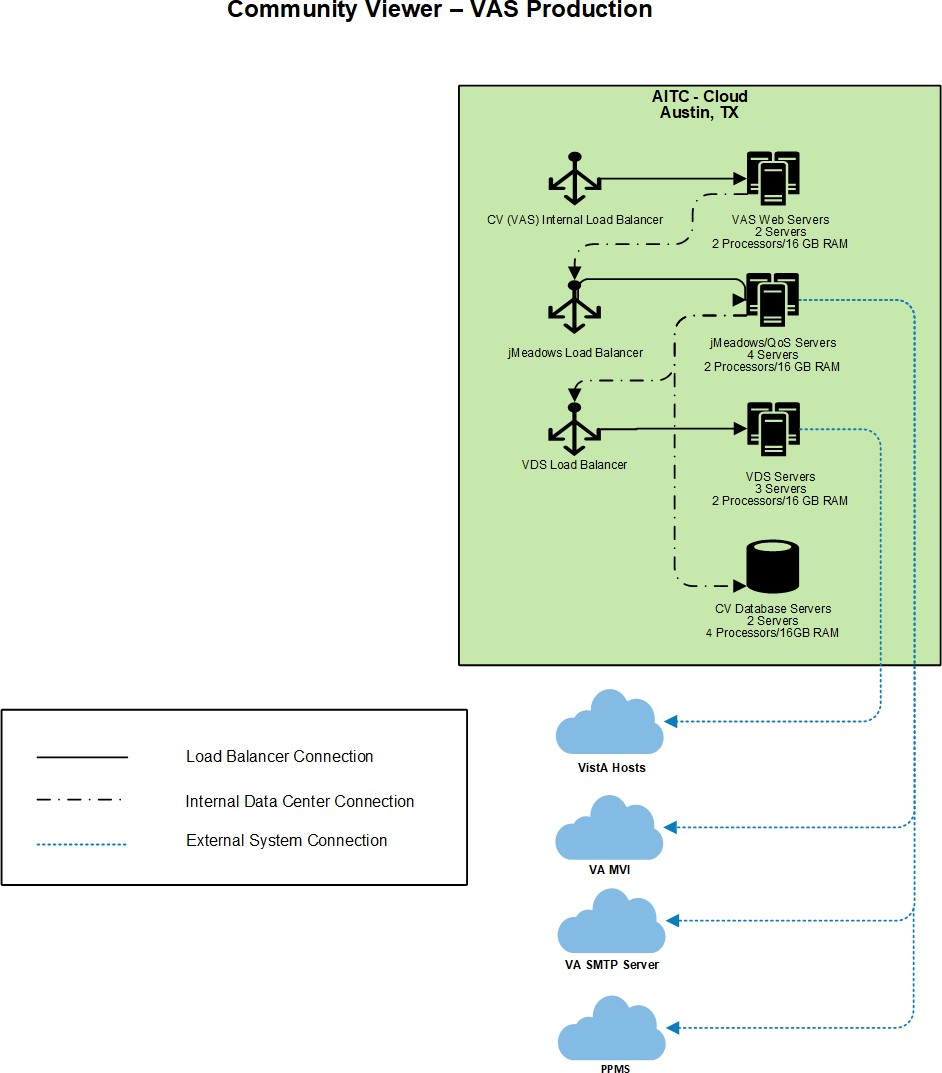 Community Viewer – VAS Production
AITC - Cloud
Austin, TX
CV (VAS) Internal Load Balancer
VAS Web Servers
2 Servers
2 Processors/16 GB RAM
jMeadows Load Balancer
jMeadows/QoS Servers
4 Servers
2 Processors/16 GB RAM
VDS Load Balancer
VDS Servers
3 Servers
2 Processors/16 GB RAM
CV Database Servers
2 Servers
4 Processors/16GB RAM
Load Balancer Connection
Internal Data Center Connection
External System Connection
VistA Hosts
VA MVI
VA SMTP Server
PPMS